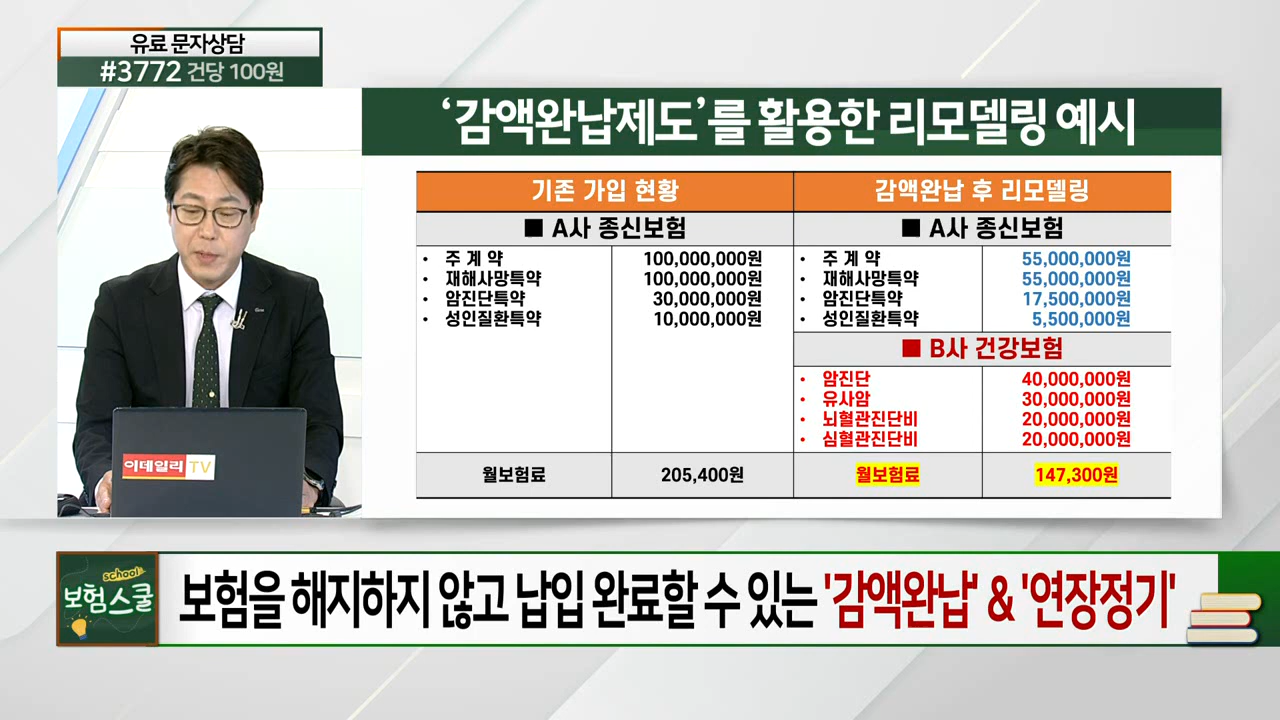 유료 문자상담
#3772 건당 100원
‘감액완납제도’를 활용한 리모델링 예시
기존 가입 현황
감액완납 후 리모델링
■ A사 종신보험
■ A사 종신보험
• 주 계 약 100,000,000원
• 재해사망특약 100,000,000원
• 암진단특약 30,000,000원
• 성인질환특약 10,000,000원
• 주 계 약 55,000,000원
• 재해사망특약 55,000,000원
• 암진단특약 17,500,000원
• 성인질환특약 5,500,000원
■ B사 건강보험
• 암진단 40,000,000원
• 유사암 30,000,000원
• 뇌혈관진단비 20,000,000원
• 심혈관진단비 20,000,000원
월보험료 205,400원
월보험료 147,300원
이데일리 TV
school
보험스쿨
보험을 해지하지 않고 납입 완료할 수 있는 '감액완납' & '연장정기'